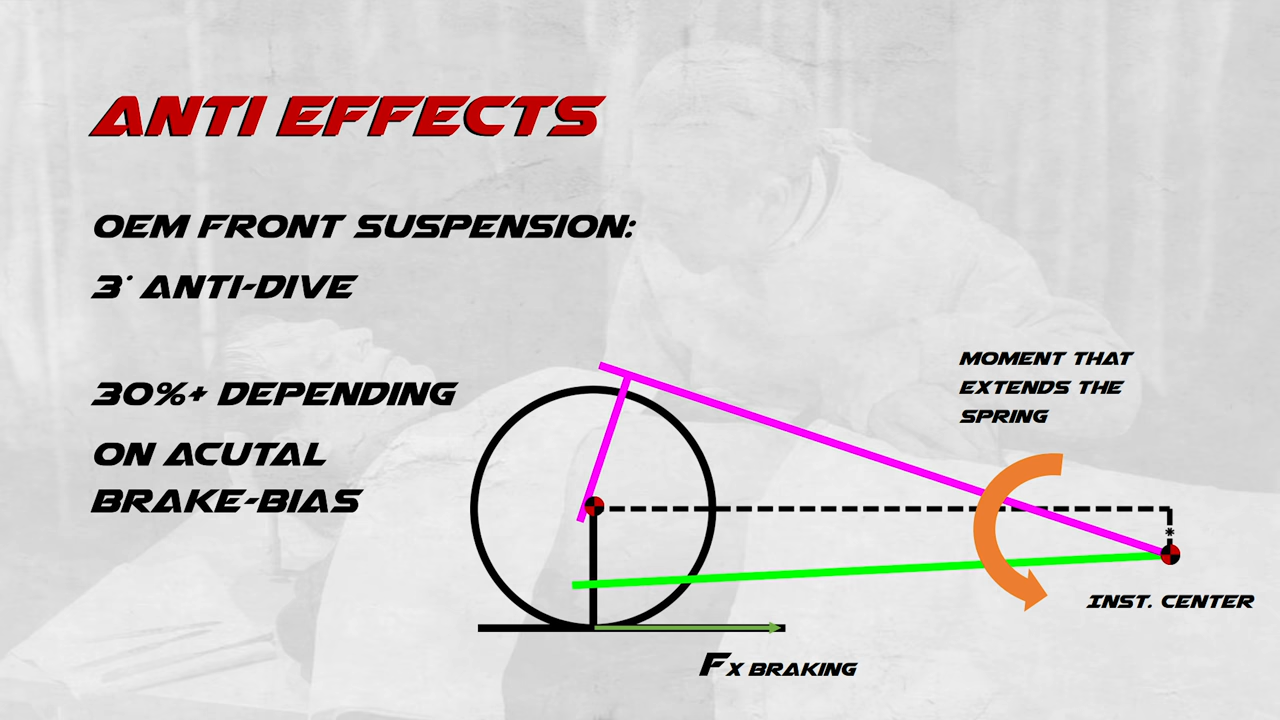 ANTI EFFECTS
OEM FRONT SUSPENSION:
3° ANTI-DIVE
30%+ DEPENDING
ON ACUTAL
BRAKE-BIAS
MOMENT THAT
EXTENDS THE
SPRING
*
INST. CENTER
FX BRAKING